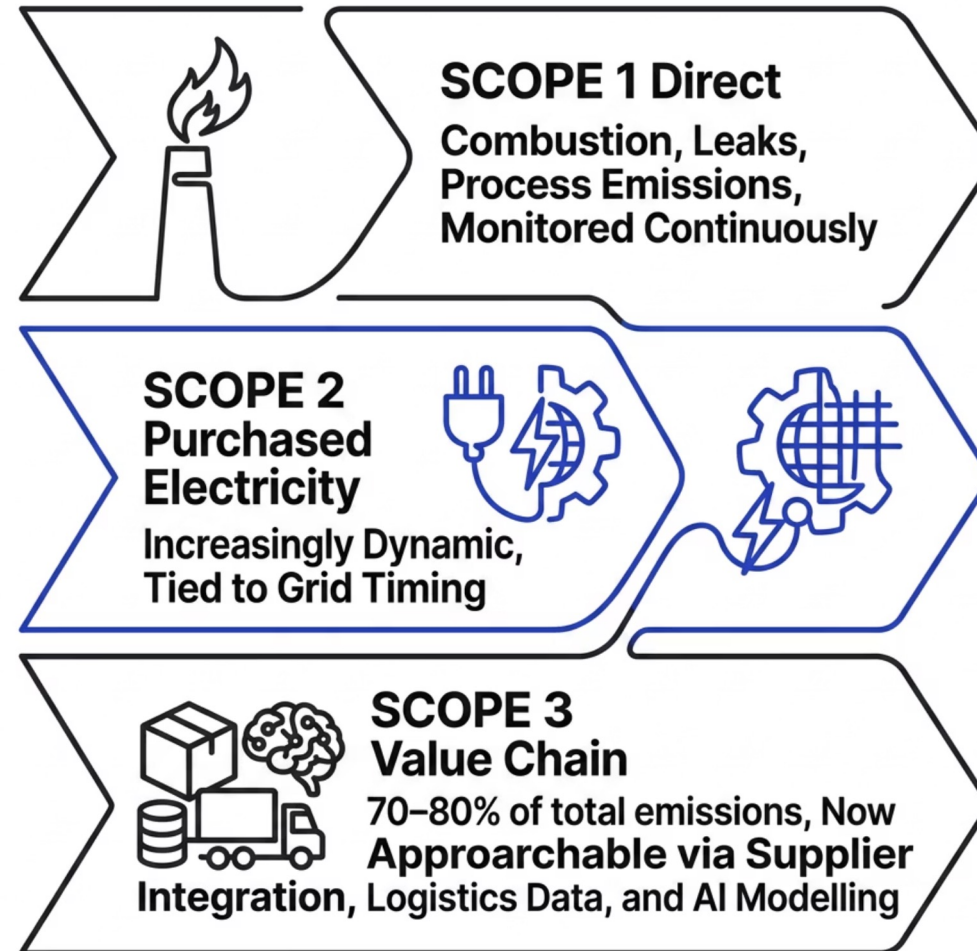 SCOPE 1 Direct
Combustion, Leaks,
Process Emissions,
Monitored Continuously
SCOPE 2
Purchased
Electricity
Increasingly Dynamic,
Tied to Grid Timing
SCOPE 3
Value Chain
70–80% of total emissions, Now
Approarchable via Supplier
Integration, Logistics Data, and AI Modelling